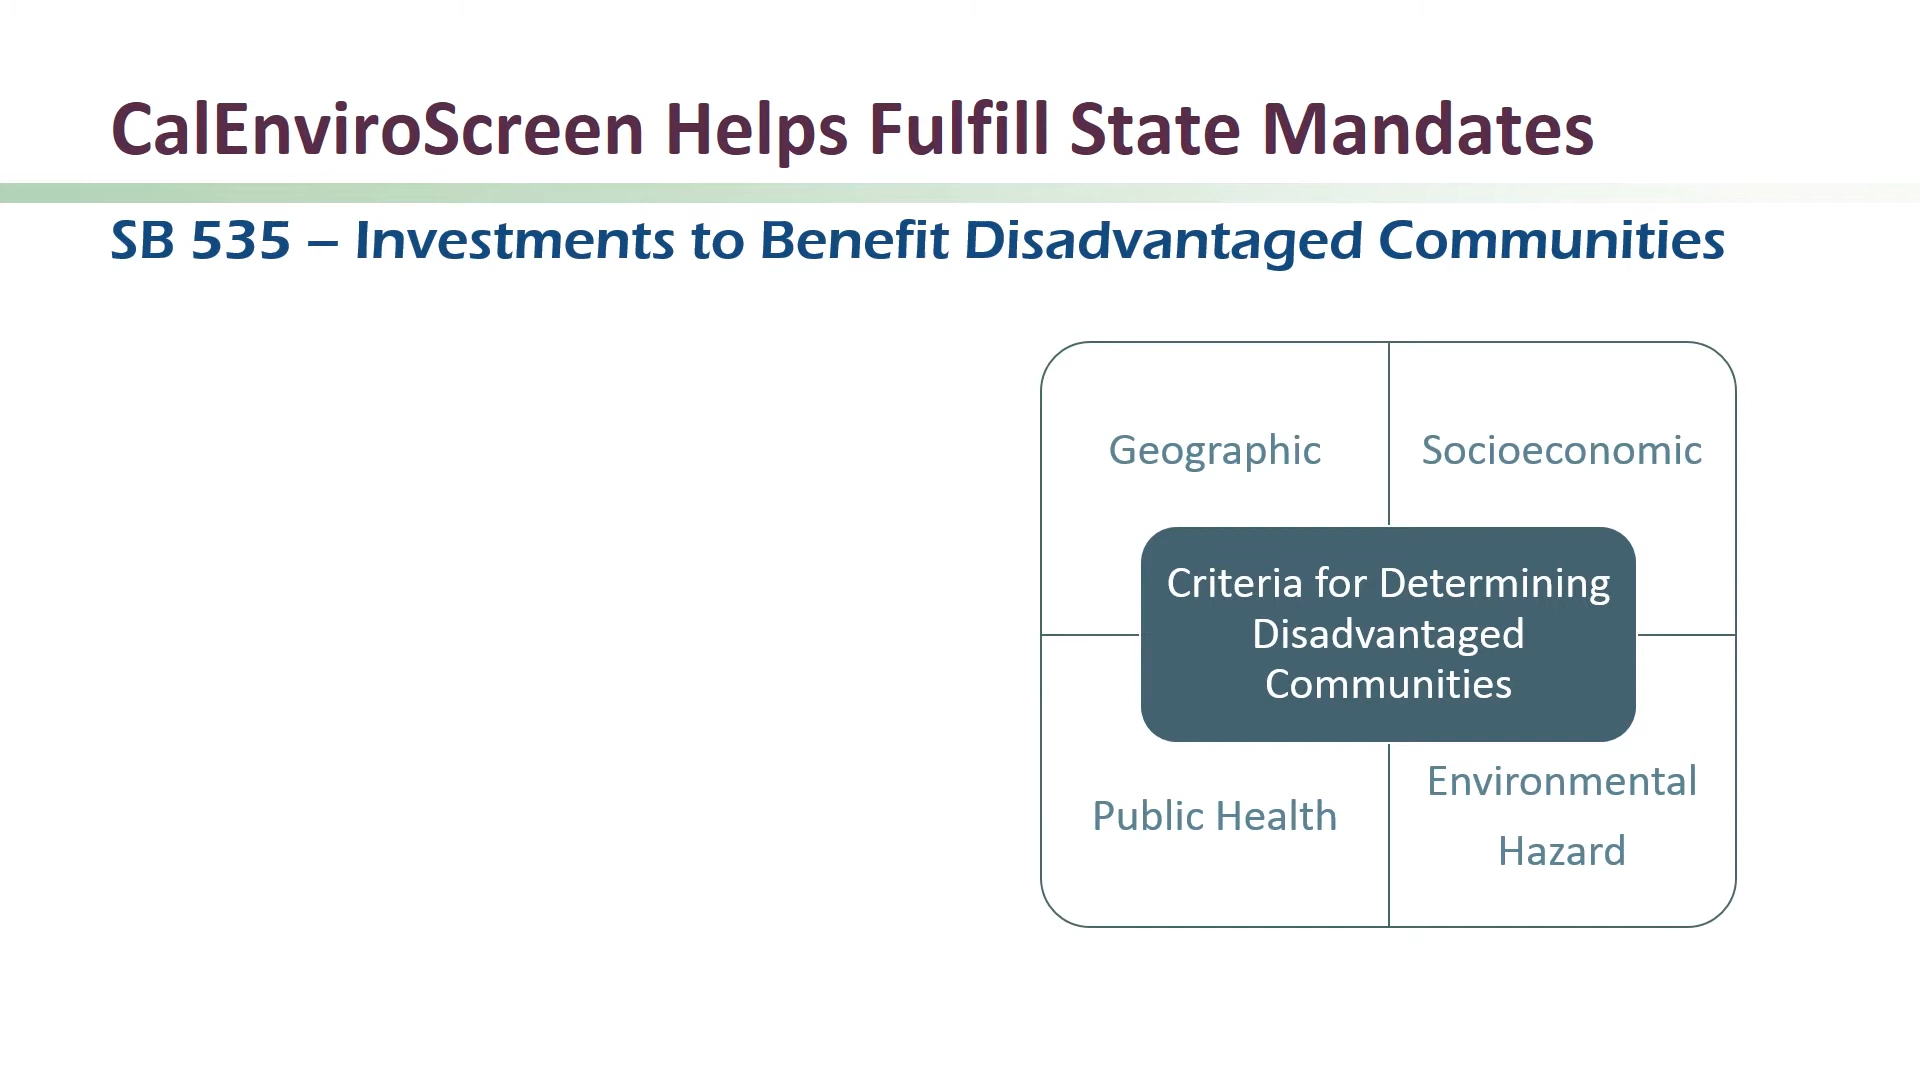 CalEnviroScreen Helps Fulfill State Mandates
SB 535 – Investments to Benefit Disadvantaged Communities
Geographic
Socioeconomic
Criteria for Determining
Disadvantaged
Communities
Public Health
Environmental
Hazard